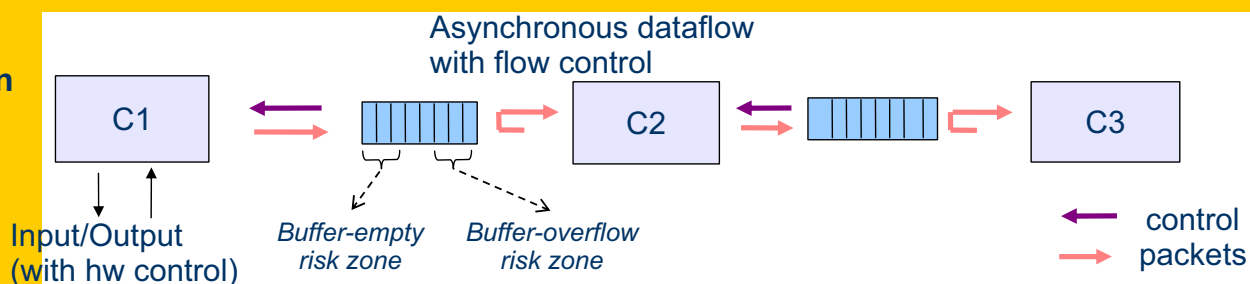 Asynchronous dataflow
with flow control
C1
C2
C3
Input/Output
(with hw control)
Buffer-empty
risk zone
Buffer-overflow
risk zone
control
packets